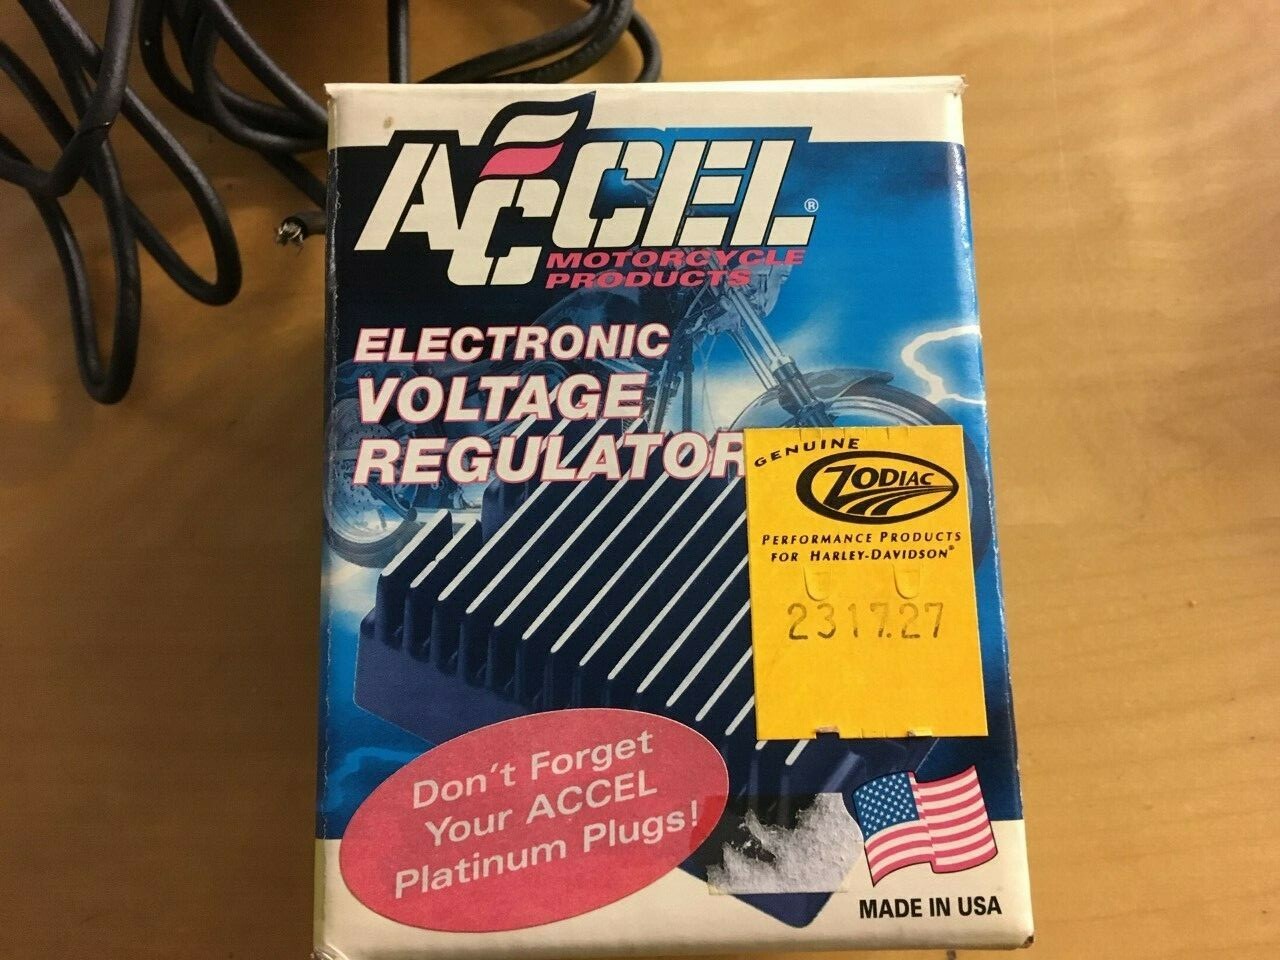 ACCEL®
MOTORCYCLE
PRODUCTS
ELECTRONIC
VOLTAGE
REGULATOR
GENUINE
ZODIAC
PERFORMANCE PRODUCTS
FOR HARLEY-DAVIDSON®
2317.27
Don't Forget
Your ACCEL
Platinum Plugs!
MADE IN USA